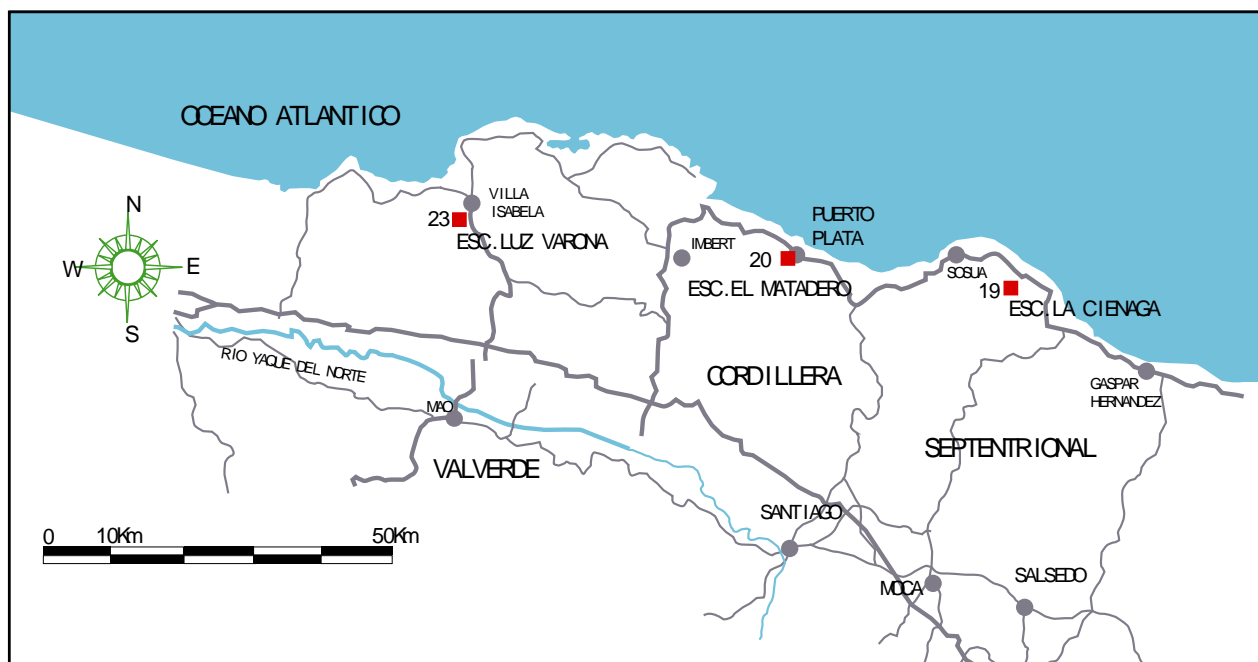 OCEANO ATLANTICO
N
W
E
S
VILLA
ISABELA
23
ESC. LUZ VARONA
PUERTO
PLATA
IMBERT
20
ESC. EL MATADERO
SOSUA
19
ESC. LA CIENAGA
RIO YAQUE DEL NORTE
CORDILLERA
GASPAR
HERNANDEZ
MAO
VALVERDE
SEPTENTRIONAL
SANTIAGO
0 10Km 50Km
MOCA
SALSEDO